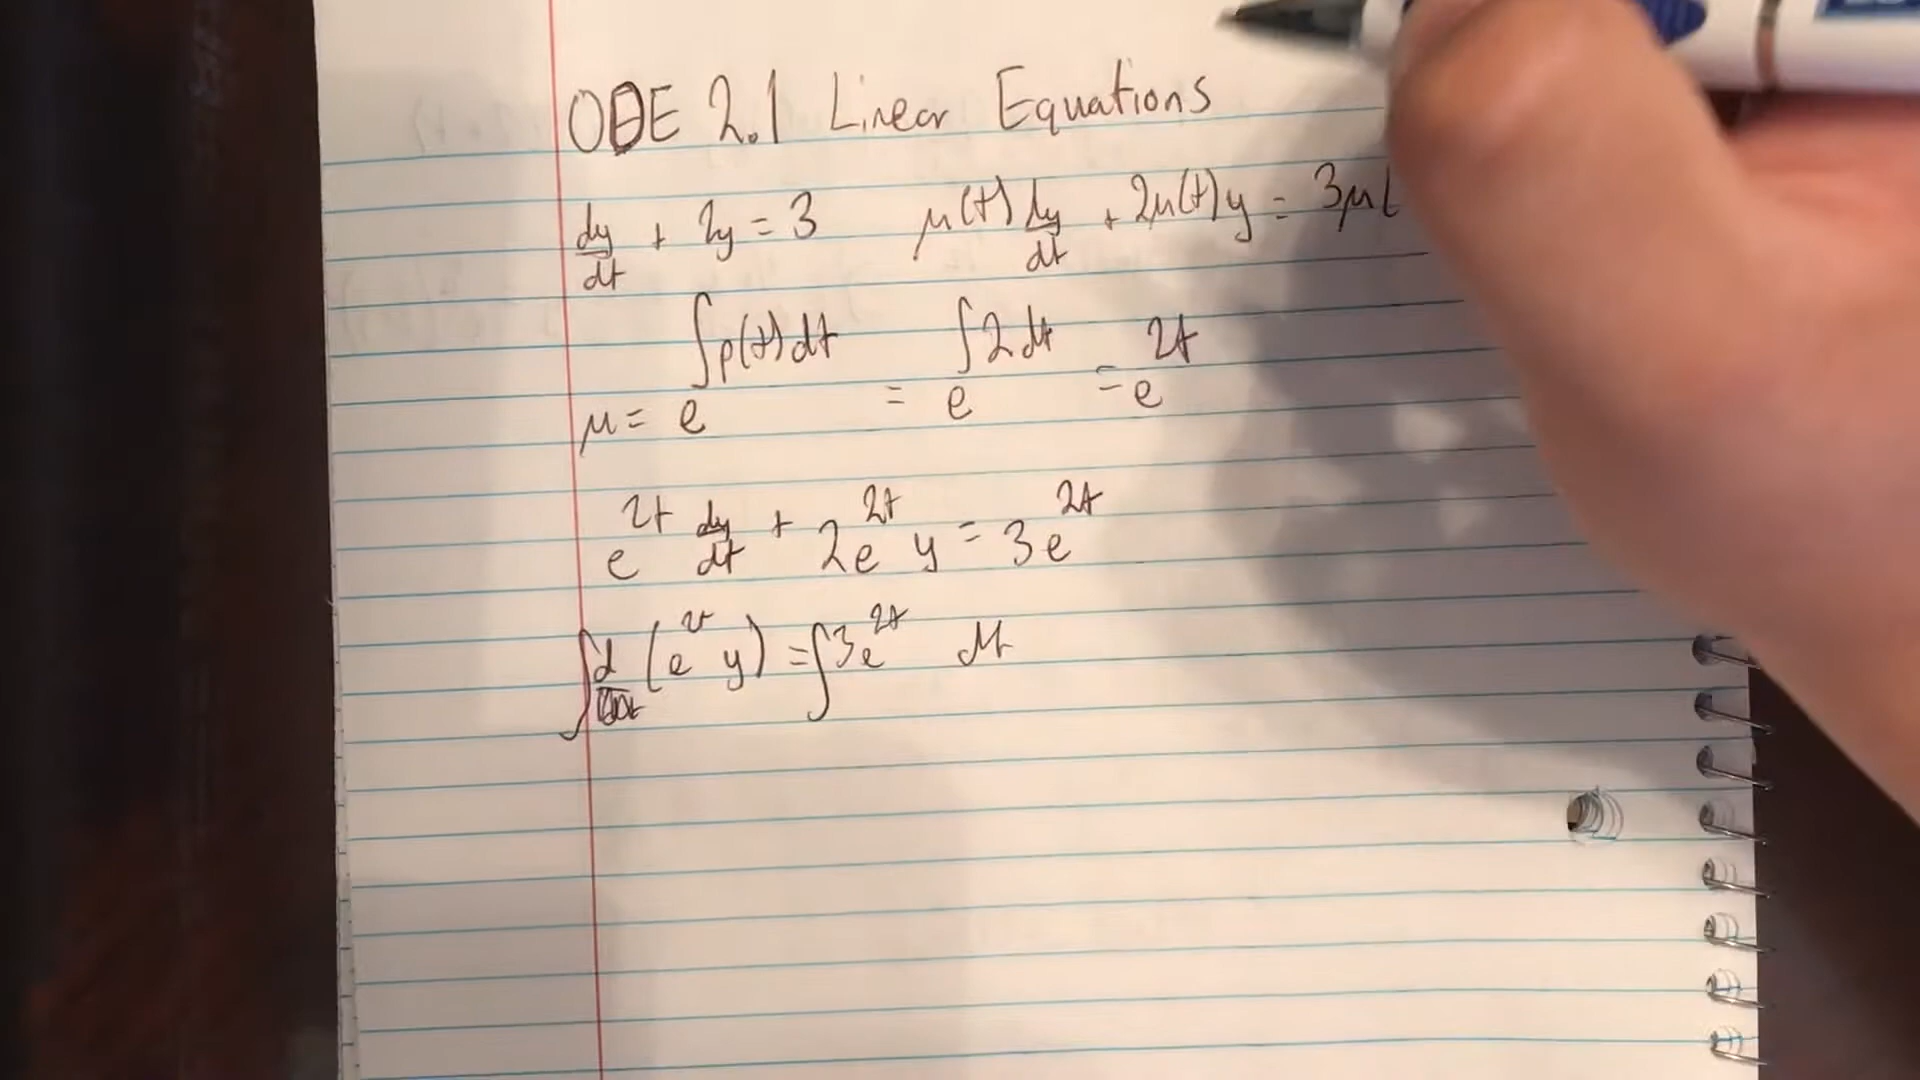 ODE 2.1 Linear Equations
dy/dt + 2y = 3 μ(t) dy/dt + 2μ(t)y = 3μ(
μ = e^∫p(t)dt = e^∫2dt = e^2t
e^2t dy/dt + 2e^2t y = 3e^2t
∫d (e^2t y) = ∫3e^2t dt